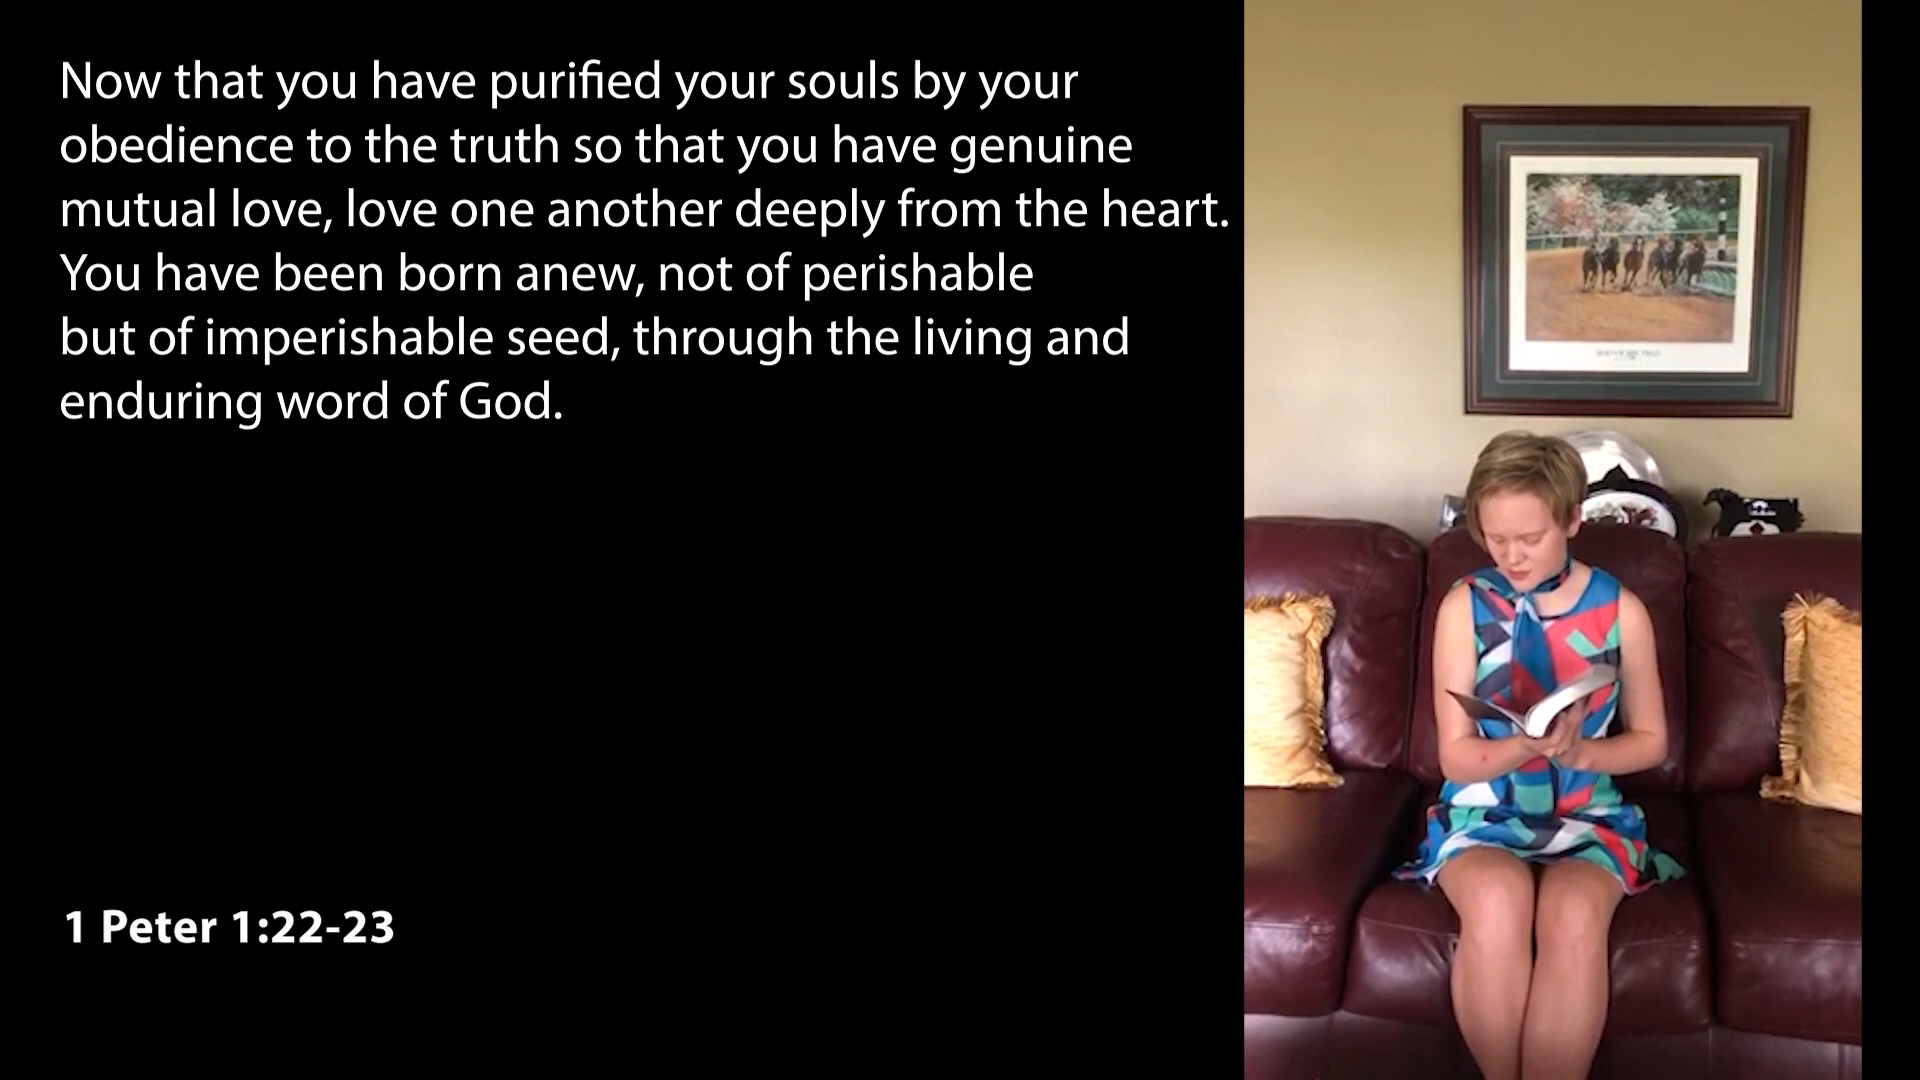 Now that you have purified your souls by your
obedience to the truth so that you have genuine
mutual love, love one another deeply from the heart.
You have been born anew, not of perishable
but of imperishable seed, through the living and
enduring word of God.
1 Peter 1:22-23